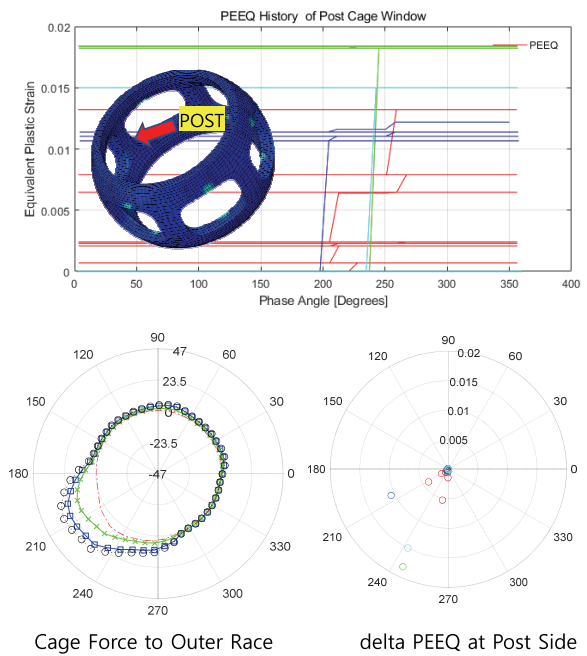 PEEQ History of Post Cage Window
0.02
0.015
0.01
0.005
0
Equivalent Plastic Strain
POST
PEEQ
0 50 100 150 200 250 300 350 400
Phase Angle [Degrees]
90
120 47 60
23.5
150 0 30
-23.5
180 -47 0
210 330
240 300
270
90
120 0.02 60
0.015
150 0.01 30
0.005
180 0
210 330
240 300
270
Cage Force to Outer Race
delta PEEQ at Post Side